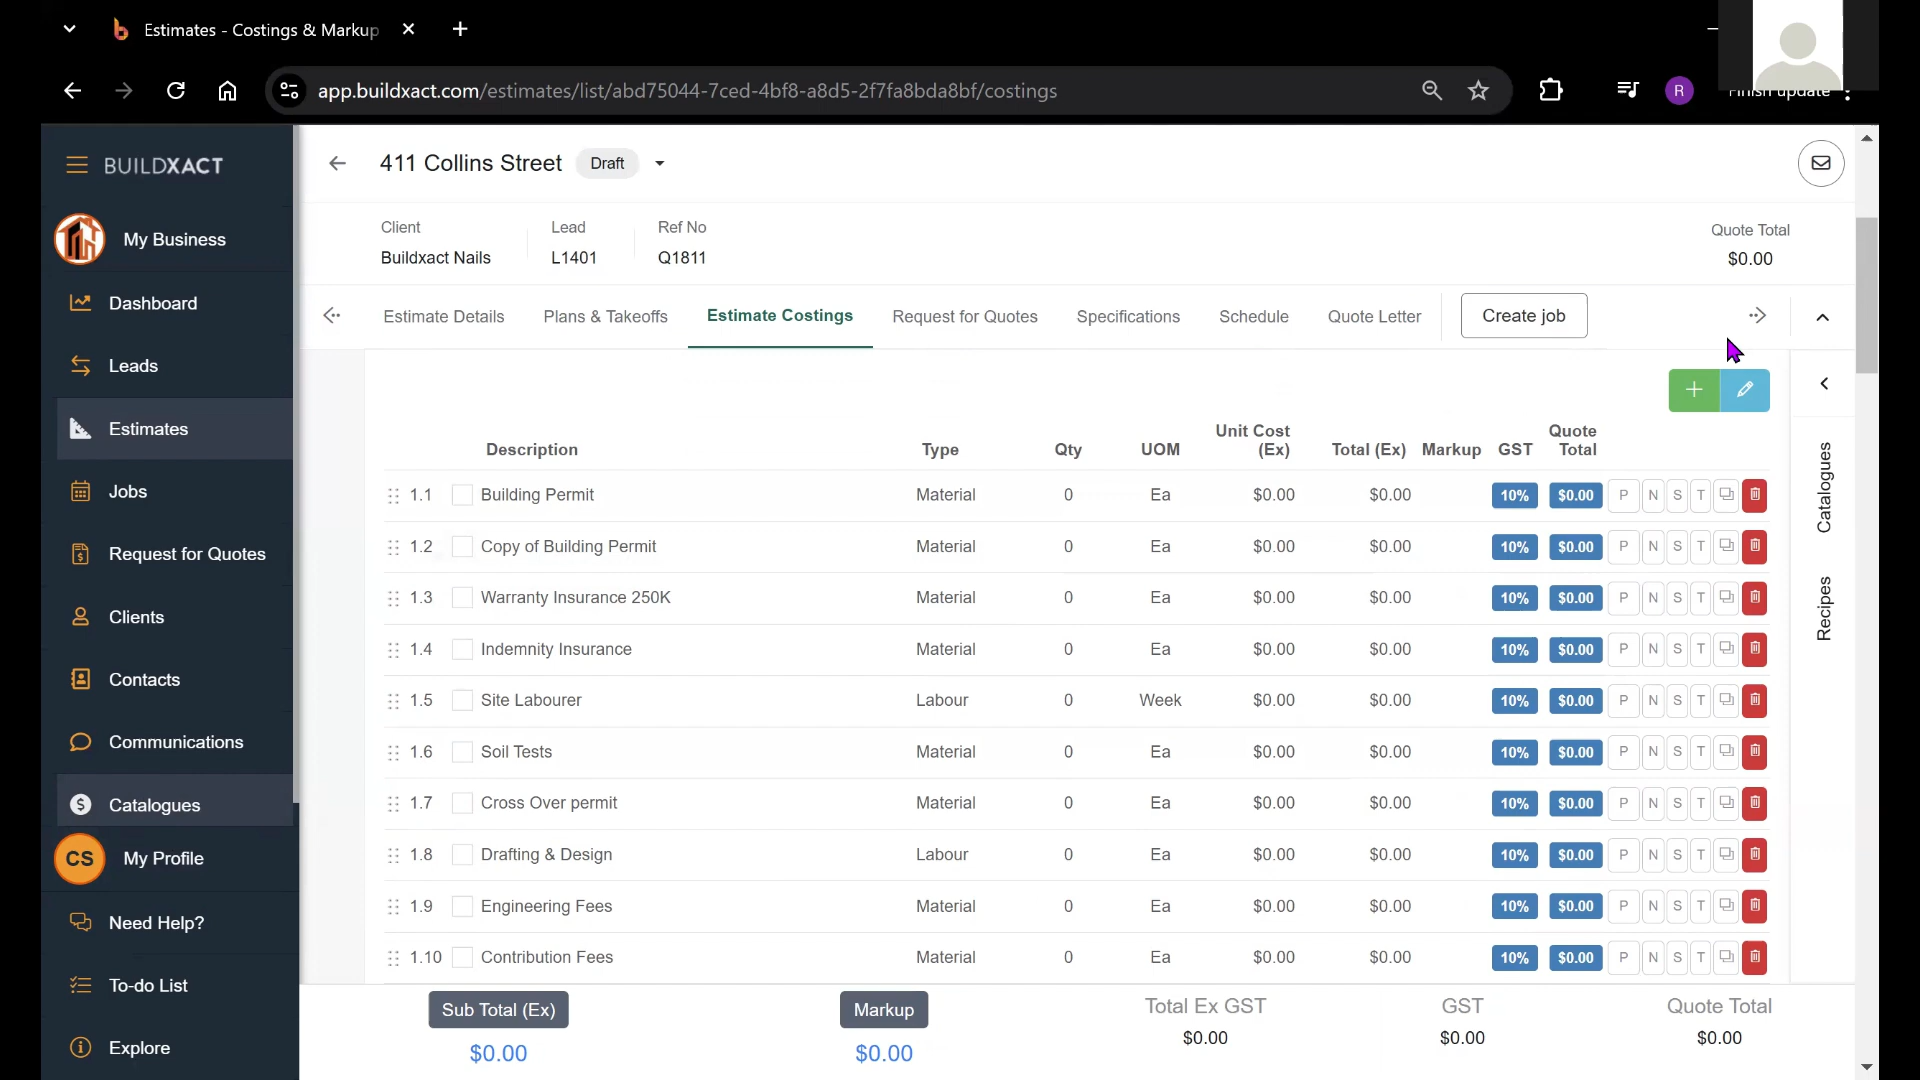 Estimates - Costings & Markup
app.buildxact.com/estimates/list/abd75044-7ced-4bf8-a8d5-2f7fa8bda8bf/costings
R
Finish update
BUILDXACT
My Business
Dashboard
Leads
Estimates
Jobs
Request for Quotes
Clients
Contacts
Communications
Catalogues
CS
My Profile
Need Help?
To-do List
Explore
411 Collins Street
Draft
Client
Buildxact Nails
Lead
L1401
Ref No
Q1811
Quote Total
$0.00
Estimate Details Plans & Takeoffs Estimate Costings Request for Quotes Specifications Schedule Quote Letter Create job
Description Type Qty UOM Unit Cost (Ex) Total (Ex) Markup GST Quote Total
1.1 Building Permit Material 0 Ea $0.00 $0.00 10% $0.00 P N S T
1.2 Copy of Building Permit Material 0 Ea $0.00 $0.00 10% $0.00 P N S T
1.3 Warranty Insurance 250K Material 0 Ea $0.00 $0.00 10% $0.00 P N S T
1.4 Indemnity Insurance Material 0 Ea $0.00 $0.00 10% $0.00 P N S T
1.5 Site Labourer Labour 0 Week $0.00 $0.00 10% $0.00 P N S T
1.6 Soil Tests Material 0 Ea $0.00 $0.00 10% $0.00 P N S T
1.7 Cross Over permit Material 0 Ea $0.00 $0.00 10% $0.00 P N S T
1.8 Drafting & Design Labour 0 Ea $0.00 $0.00 10% $0.00 P N S T
1.9 Engineering Fees Material 0 Ea $0.00 $0.00 10% $0.00 P N S T
1.10 Contribution Fees Material 0 Ea $0.00 $0.00 10% $0.00 P N S T
Catalogues
Recipes
Sub Total (Ex) Markup Total Ex GST GST Quote Total
$0.00 $0.00 $0.00 $0.00 $0.00